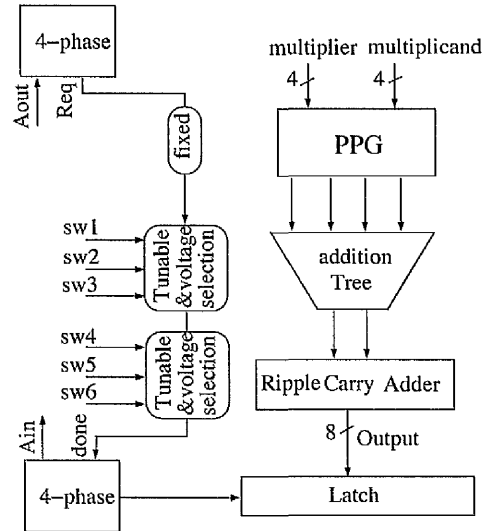 4-phase
multiplier multiplicand
4 4
Aout
Req
fixed
PPG
sw1
sw2
sw3
Tunable
&voltage
selection
addition
Tree
sw4
sw5
sw6
Tunable
&voltage
selection
Ripple Carry Adder
Ain
done
8 Output
4-phase
Latch